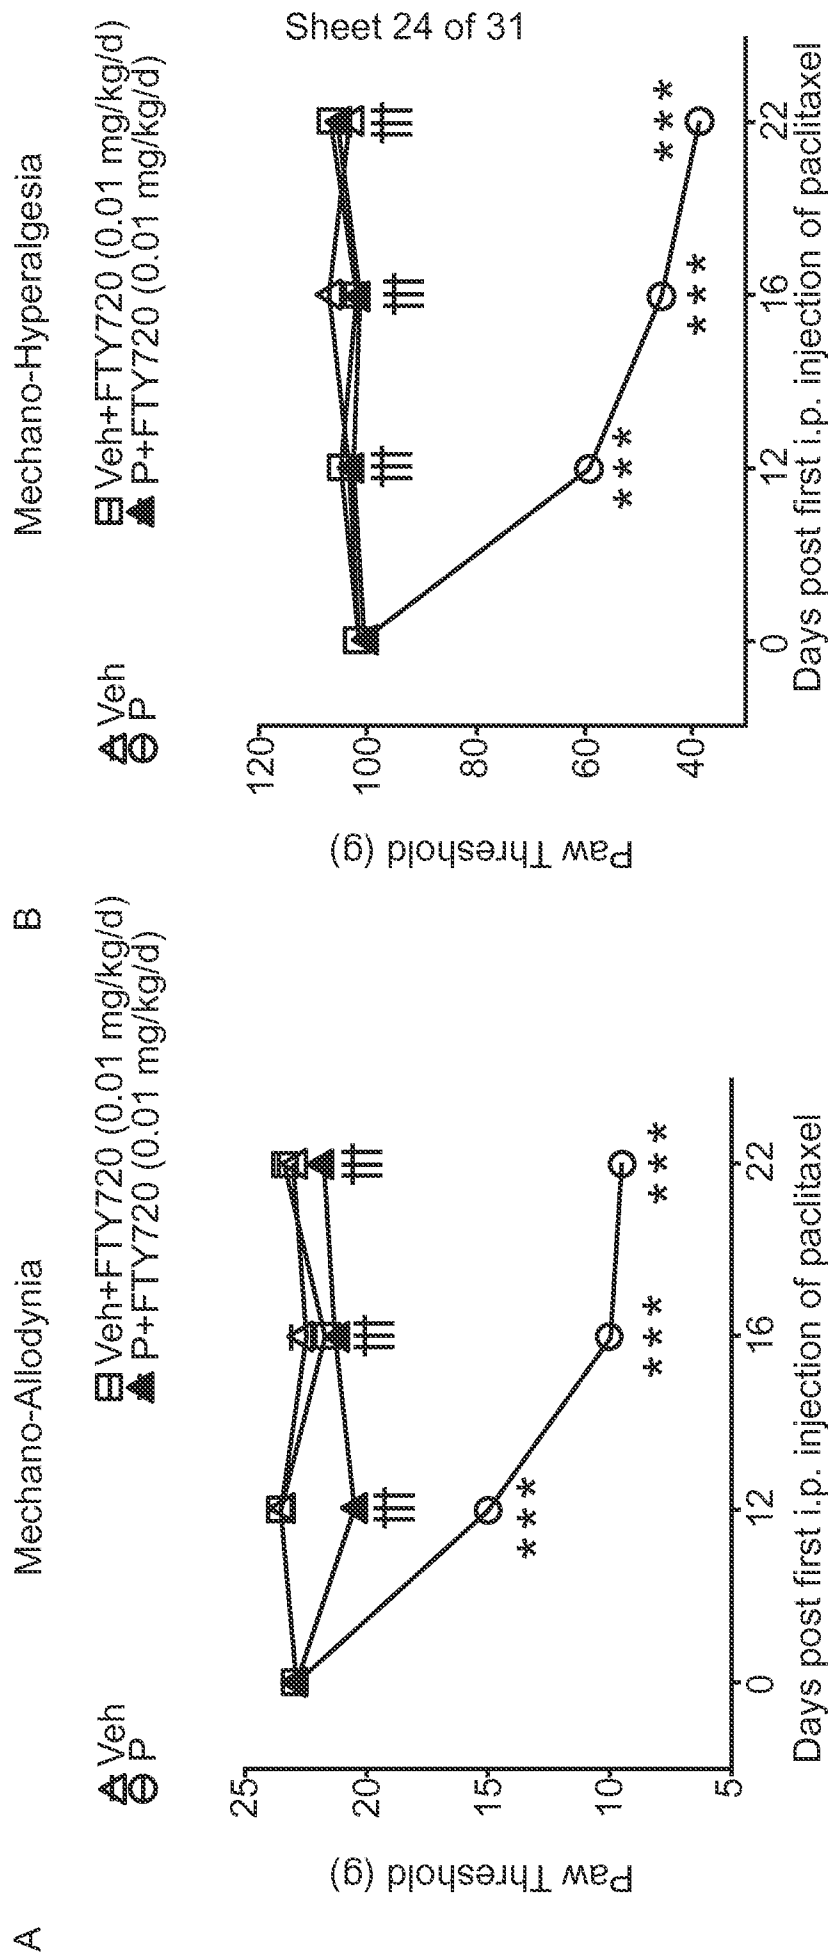 Sheet 24 of 31
A
Mechano-Allodynia
Veh
P
Veh+FTY720 (0.01 mg/kg/d)
P+FTY720 (0.01 mg/kg/d)
Paw Threshold (g)
25
20
15
10
5
†††
†††
†††
***
***
***
0
12
16
22
Days post first i.p. injection of paclitaxel
B
Mechano-Hyperalgesia
Veh
P
Veh+FTY720 (0.01 mg/kg/d)
P+FTY720 (0.01 mg/kg/d)
Paw Threshold (g)
120
100
80
60
40
†††
†††
†††
***
***
***
0
12
16
22
Days post first i.p. injection of paclitaxel